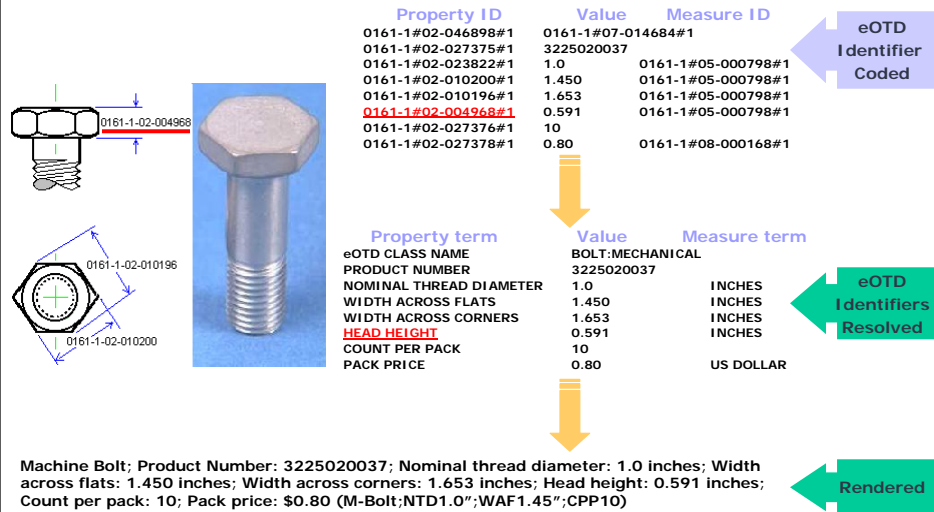 Property ID Value Measure ID
0161-1#02-046898#1 0161-1#07-014684#1
0161-1#02-027375#1 3225020037
0161-1#02-023822#1 1.0 0161-1#05-000798#1
0161-1#02-010200#1 1.450 0161-1#05-000798#1
0161-1#02-010196#1 1.653 0161-1#05-000798#1
0161-1#02-004968#1 0.591 0161-1#05-000798#1
0161-1#02-027376#1 10
0161-1#02-027378#1 0.80 0161-1#08-000168#1
eOTD
Identifier
Coded
0161-1-02-004968
0161-1-02-010196
0161-1-02-010200
Property term Value Measure term
eOTD CLASS NAME BOLT:MECHANICAL
PRODUCT NUMBER 3225020037
NOMINAL THREAD DIAMETER 1.0 INCHES
WIDTH ACROSS FLATS 1.450 INCHES
WIDTH ACROSS CORNERS 1.653 INCHES
HEAD HEIGHT 0.591 INCHES
COUNT PER PACK 10
PACK PRICE 0.80 US DOLLAR
eOTD
Identifiers
Resolved
Machine Bolt; Product Number: 3225020037; Nominal thread diameter: 1.0 inches; Width
across flats: 1.450 inches; Width across corners: 1.653 inches; Head height: 0.591 inches;
Count per pack: 10; Pack price: $0.80 (M-Bolt;NTD1.0”;WAF1.45”;CPP10)
Rendered